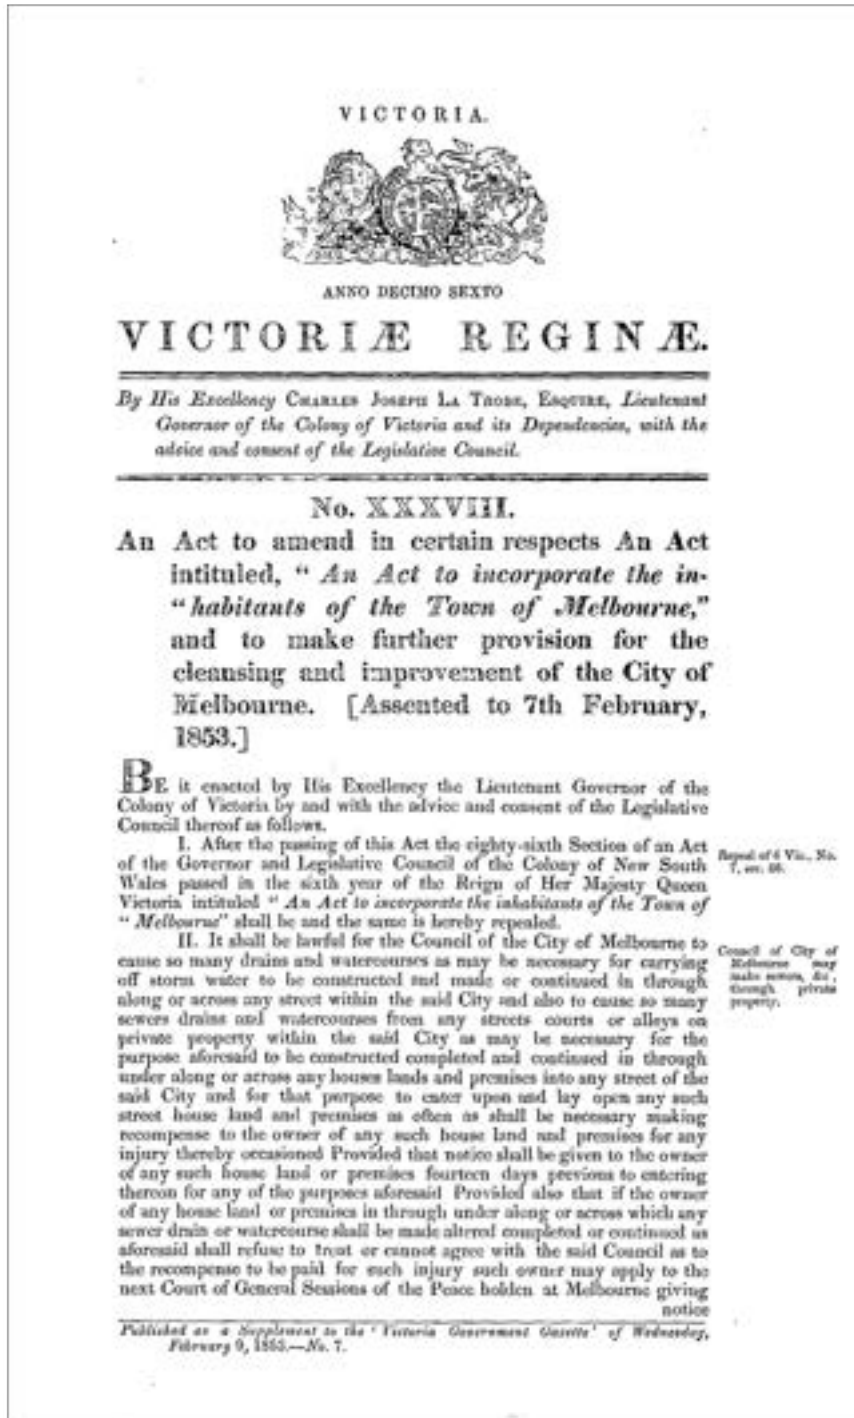 VICTORIA.
ANNO DECIMO SEXTO
VICTORIÆ REGINÆ.
By His Excellency CHARLES JOSEPH LA TROBE, ESQUIRE, Lieutenant
Governor of the Colony of Victoria and its Dependencies, with the
advice and consent of the Legislative Council.
No. XXXVIII.
An Act to amend in certain respects An Act
intituled, " An Act to incorporate the in-
" habitants of the Town of Melbourne,"
and to make further provision for the
cleansing and improvement of the City of
Melbourne. [Assented to 7th February,
1853.]
BE it enacted by His Excellency the Lieutenant Governor of the
Colony of Victoria by and with the advice and consent of the Legislative
Council thereof as follows.
I. After the passing of this Act the eighty-sixth Section of an Act
of the Governor and Legislative Council of the Colony of New South
Wales passed in the sixth year of the Reign of Her Majesty Queen
Victoria intituled " An Act to incorporate the inhabitants of the Town of
" Melbourne" shall be and the same is hereby repealed.
Repeal of 6 Vic., No.
7, sec. 86.
II. It shall be lawful for the Council of the City of Melbourne to
cause so many drains and watercourses as may be necessary for carrying
off storm water to be constructed and made or continued in through
along or across any street within the said City and also to cause so many
sewers drains and watercourses from any streets courts or alleys on
private property within the said City as may be necessary for the
purpose aforesaid to be constructed completed and continued in through
under along or across any houses lands and premises into any street of the
said City and for that purpose to enter upon and lay open any such
street house land and premises as often as shall be necessary making
recompense to the owner of any such house land and premises for any
injury thereby occasioned Provided that notice shall be given to the owner
of any such house land or premises fourteen days previous to entering
thereon for any of the purposes aforesaid Provided also that if the owner
of any house land or premises in through under along or across which any
sewer drain or watercourse shall be made altered completed or continued as
aforesaid shall refuse to treat or cannot agree with the said Council as to
the recompense to be paid for such injury such owner may apply to the
next Court of General Sessions of the Peace holden at Melbourne giving
notice
Council of City of
Melbourne may
make sewers, &c.,
through private
property.
Published as a Supplement to the ' Victoria Government Gazette' of Wednesday,
February 9, 1853.—No. 7.